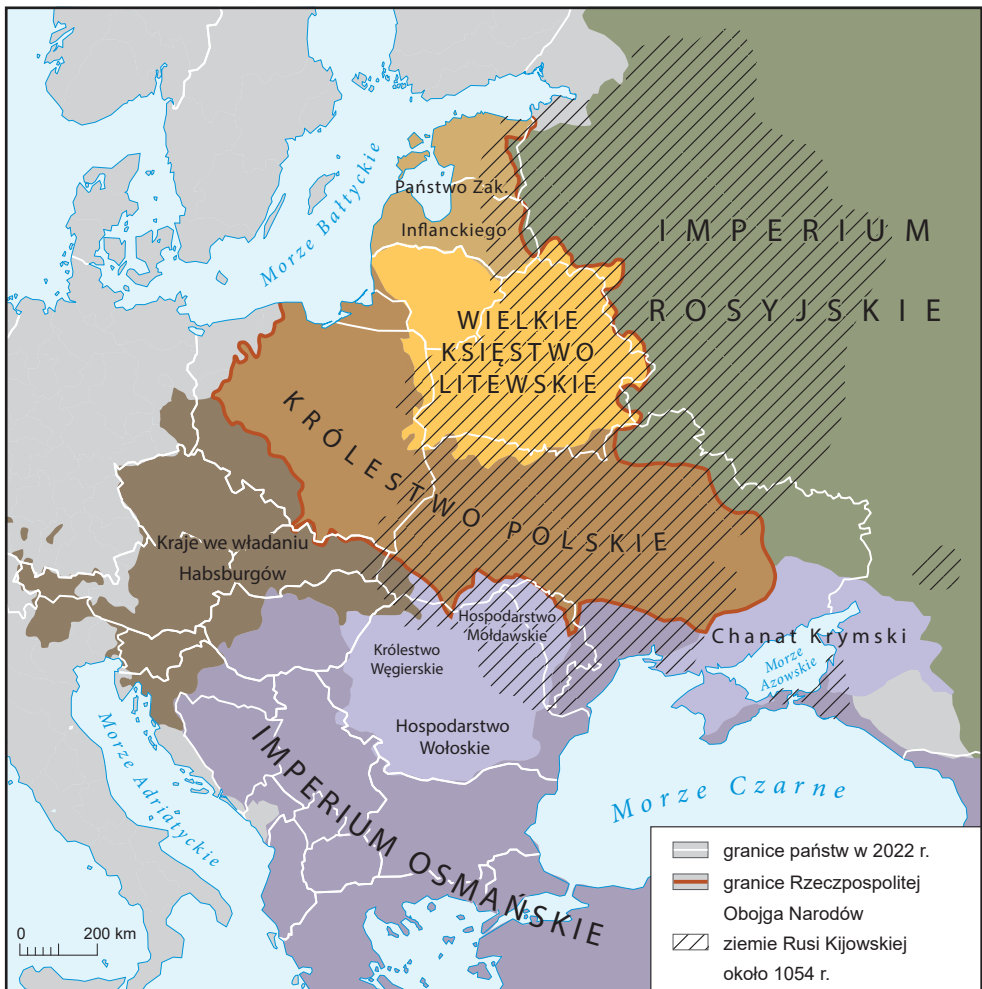 Morze Bałtyckie
Państwo Zak.
Inflanckiego
IMPERIUM
ROSYJSKIE
WIELKIE
KSIĘSTWO
LITEWSKIE
KRÓLESTWO POLSKIE
Kraje we władaniu
Habsburgów
Hospodarstwo
Mołdawskie
Królestwo
Węgierskie
Chanat Krymski
Morze
Azowskie
Hospodarstwo
Wołoskie
Morze Adriatyckie
IMPERIUM OSMAŃSKIE
Morze Czarne
granice państw w 2022 r.
granice Rzeczpospolitej
Obojga Narodów
ziemie Rusi Kijowskiej
około 1054 r.
0 200 km